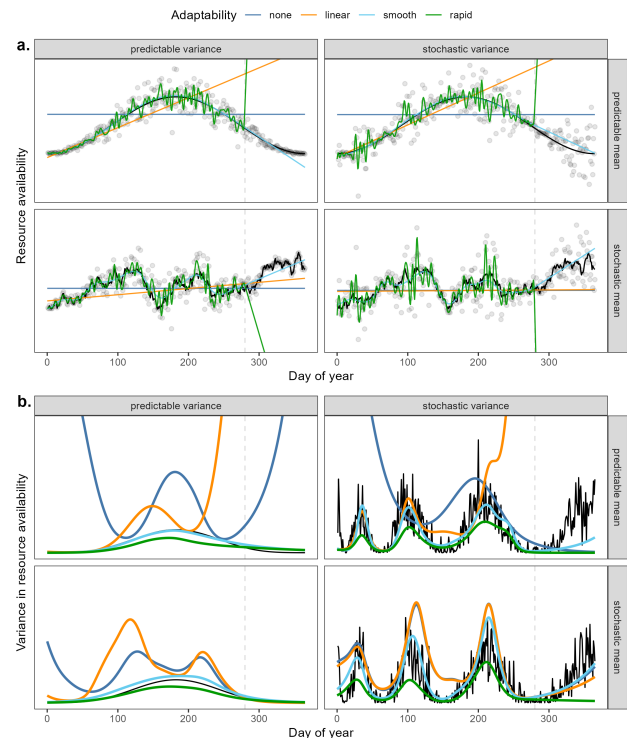 Adaptability none linear smooth rapid
a.
predictable variance stochastic variance
Resource availability
predictable mean
stochastic mean
0 100 200 300 0 100 200 300
Day of year
b.
predictable variance stochastic variance
Variance in resource availability
predictable mean
stochastic mean
0 100 200 300 0 100 200 300
Day of year